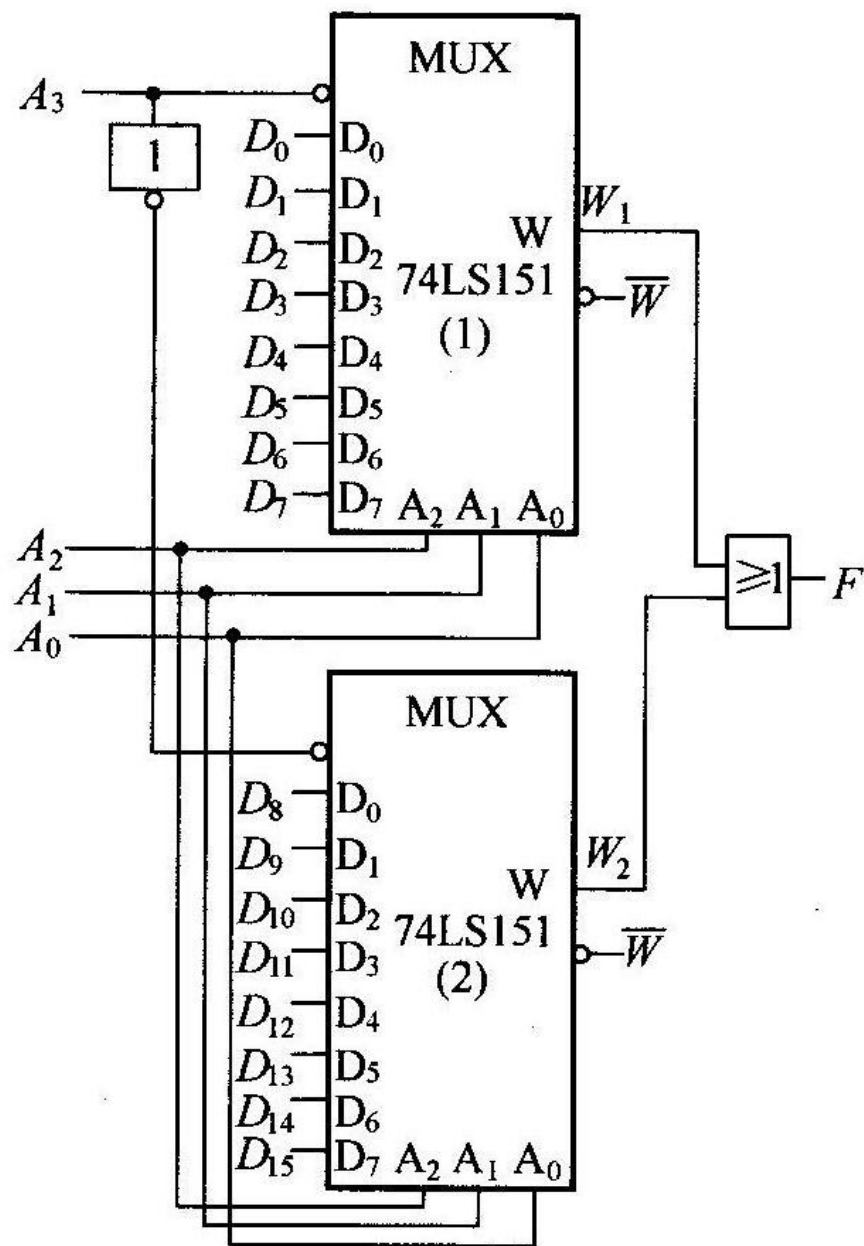 MUX
A₃
1
D₀ D₀
D₁ D₁
W₁
D₂ D₂
W
D₃ D₃
74LS151
W̅
(1)
D₄ D₄
D₅ D₅
D₆ D₆
D₇ D₇
A₂ A₁ A₀
A₂
A₁
A₀
≥1 F
MUX
D₈ D₀
D₉ D₁
W₂
D₁₀ D₂
W
74LS151
D₁₁ D₃
W̅
(2)
D₁₂ D₄
D₁₃ D₅
D₁₄ D₆
D₁₅ D₇
A₂ A₁ A₀